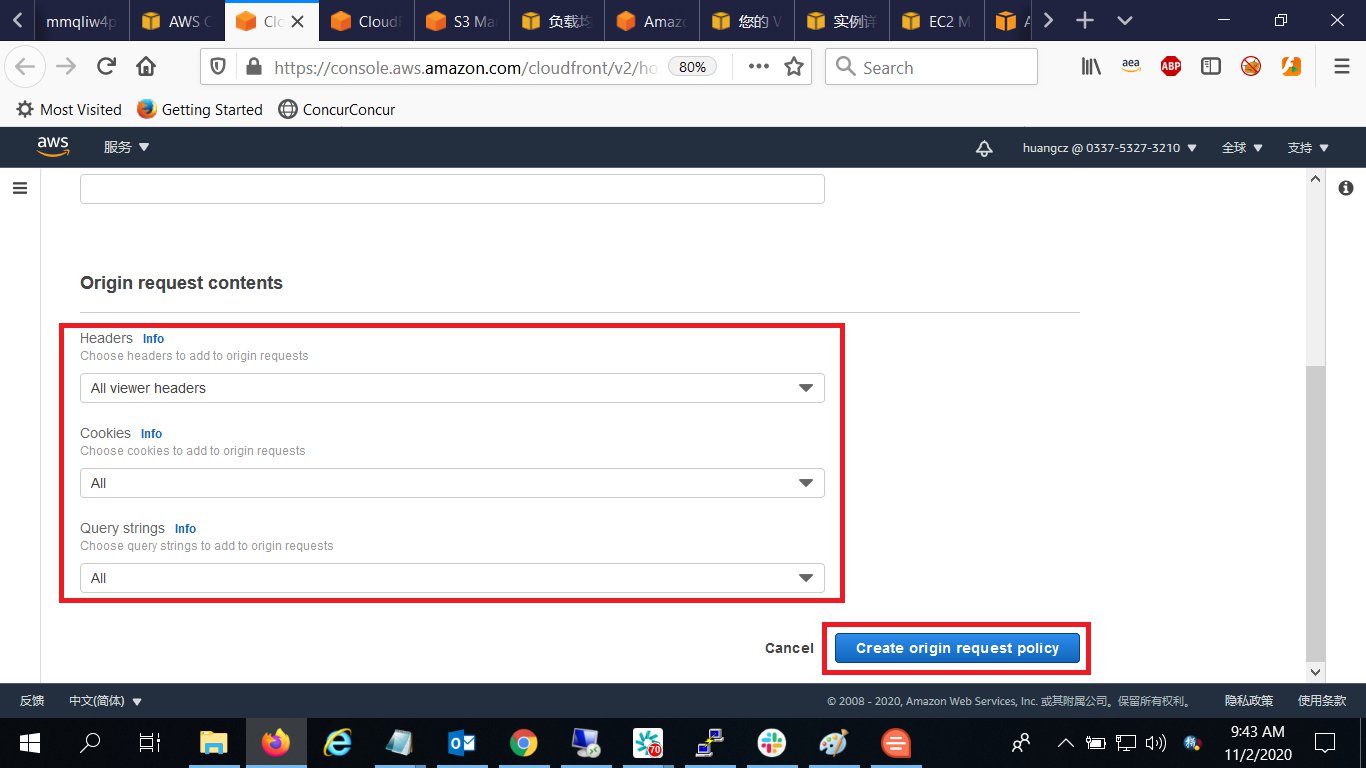 mmqliw4p
AWS C
Clo
CloudF
S3 Ma
负载均
Amazo
您的 V
实例详
EC2 M
A
https://console.aws.amazon.com/cloudfront/v2/ho
80%
Search
aea
ABP
Most Visited
Getting Started
ConcurConcur
aws
服务
huangcz @ 0337-5327-3210
全球
支持
Origin request contents
Headers Info
Choose headers to add to origin requests
All viewer headers
Cookies Info
Choose cookies to add to origin requests
All
Query strings Info
Choose query strings to add to origin requests
All
Cancel
Create origin request policy
反馈
中文(简体)
© 2008 - 2020, Amazon Web Services, Inc. 或其附属公司。保留所有权利。
隐私政策
使用条款
70
9:43 AM
11/2/2020